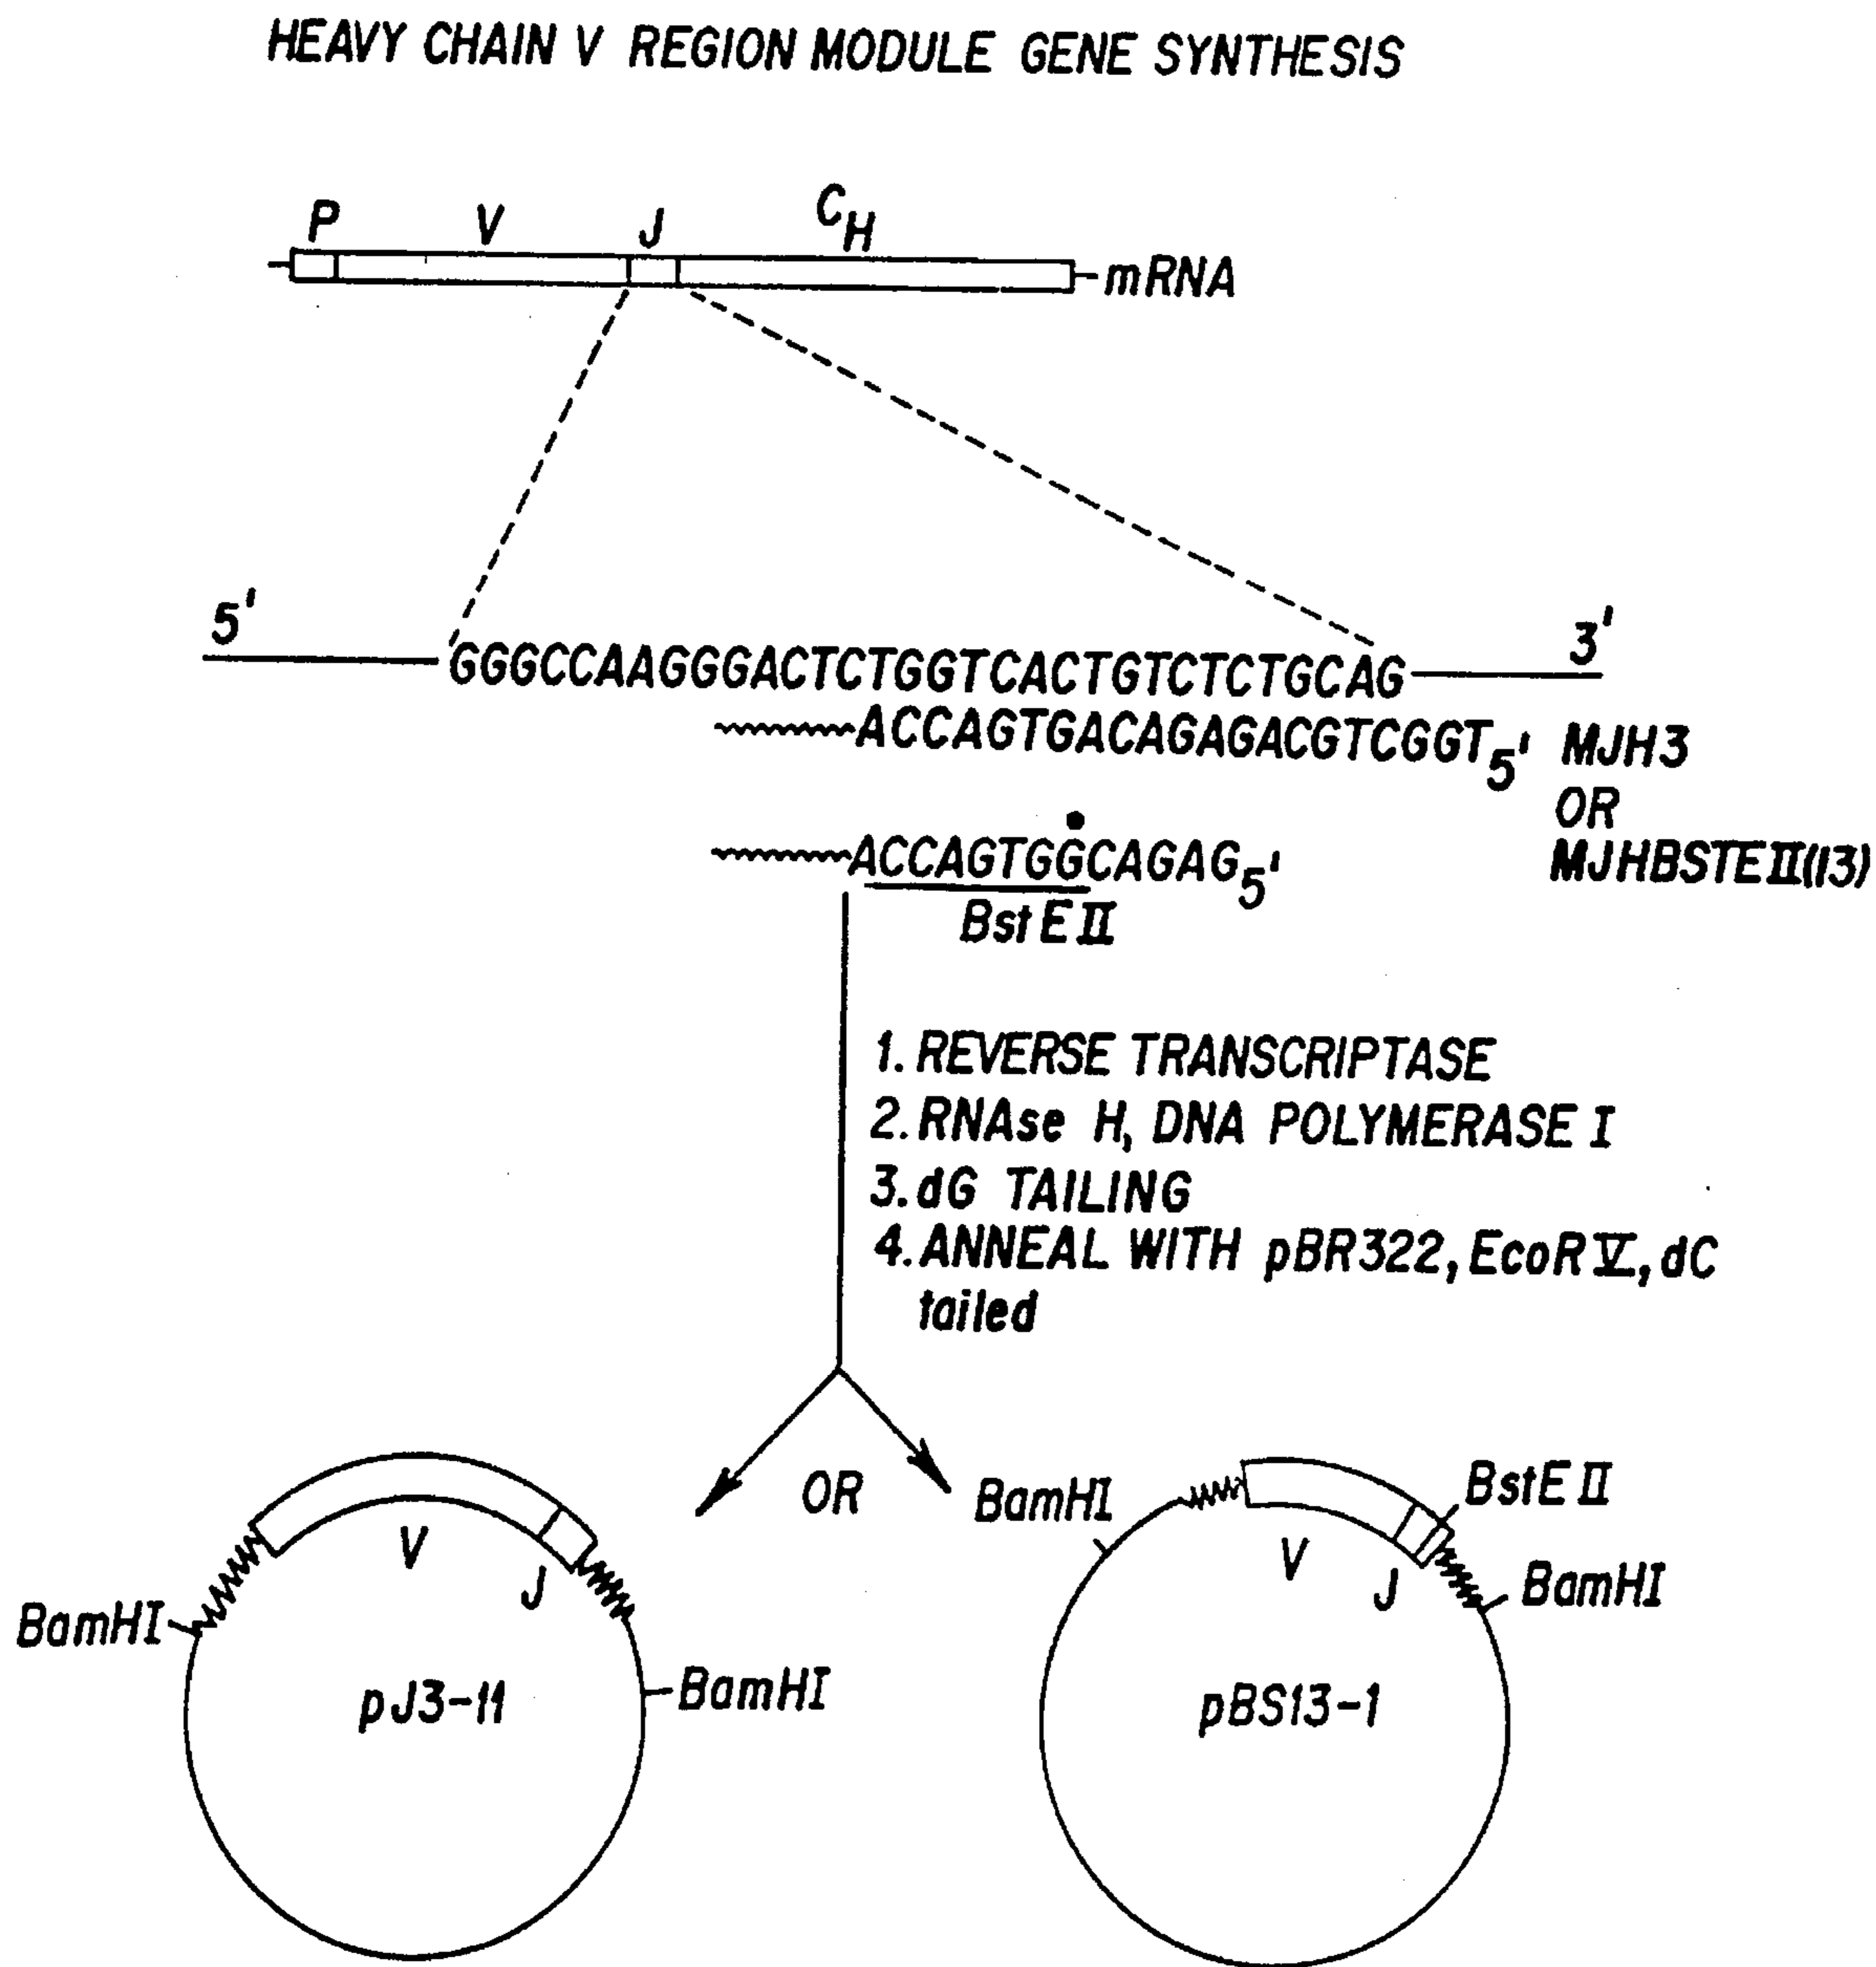 HEAVY CHAIN V REGION MODULE GENE SYNTHESIS
P V J CH
mRNA
5' 3'
GGGCCAAGGGACTCTGGTCACTGTCTCTGCAG
ACCAGTGACAGAGACGTCGGT5' MJH3
OR
ACCAGTGGCAGAG5' MJHBSTEII(13)
BstEII
1. REVERSE TRANSCRIPTASE
2. RNAse H, DNA POLYMERASE I
3. dG TAILING
4. ANNEAL WITH pBR322, EcoRV, dC
tailed
OR
BamHI
V
J
BamHI
pJ3-11
BamHI
BstEII
V
J
BamHI
pBS13-1